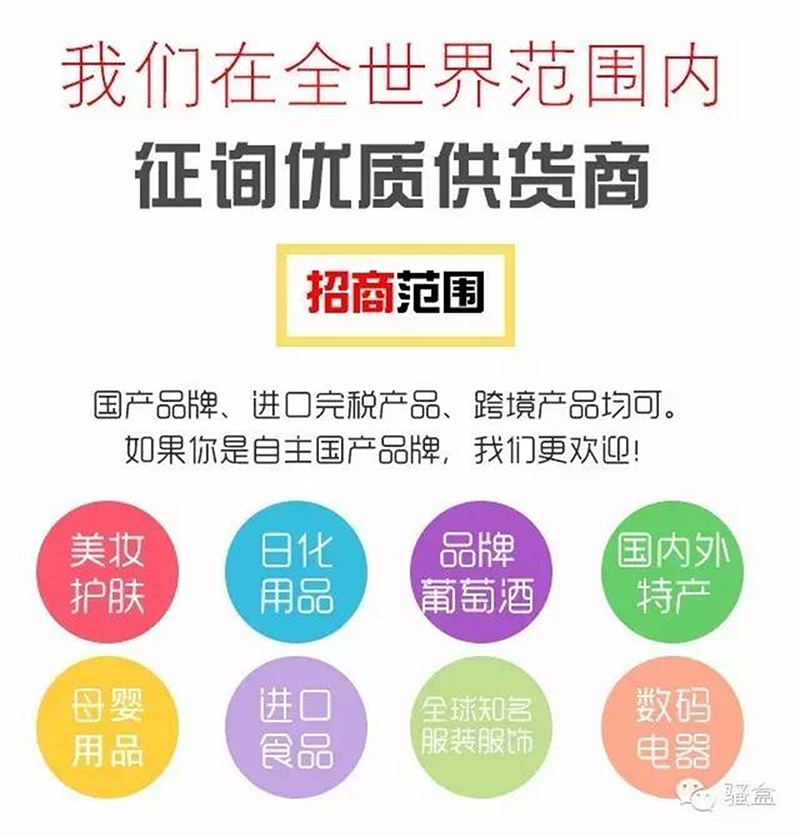 我们在全世界范围内
征询优质供货商
招商范围
国产品牌、进口完税产品、跨境产品均可。
如果你是自主国产品牌，我们更欢迎!
美妆
护肤
日化
用品
品牌
葡萄酒
国内外
特产
母婴
用品
进口
食品
全球知名
服装服饰
数码
电器
骚盒